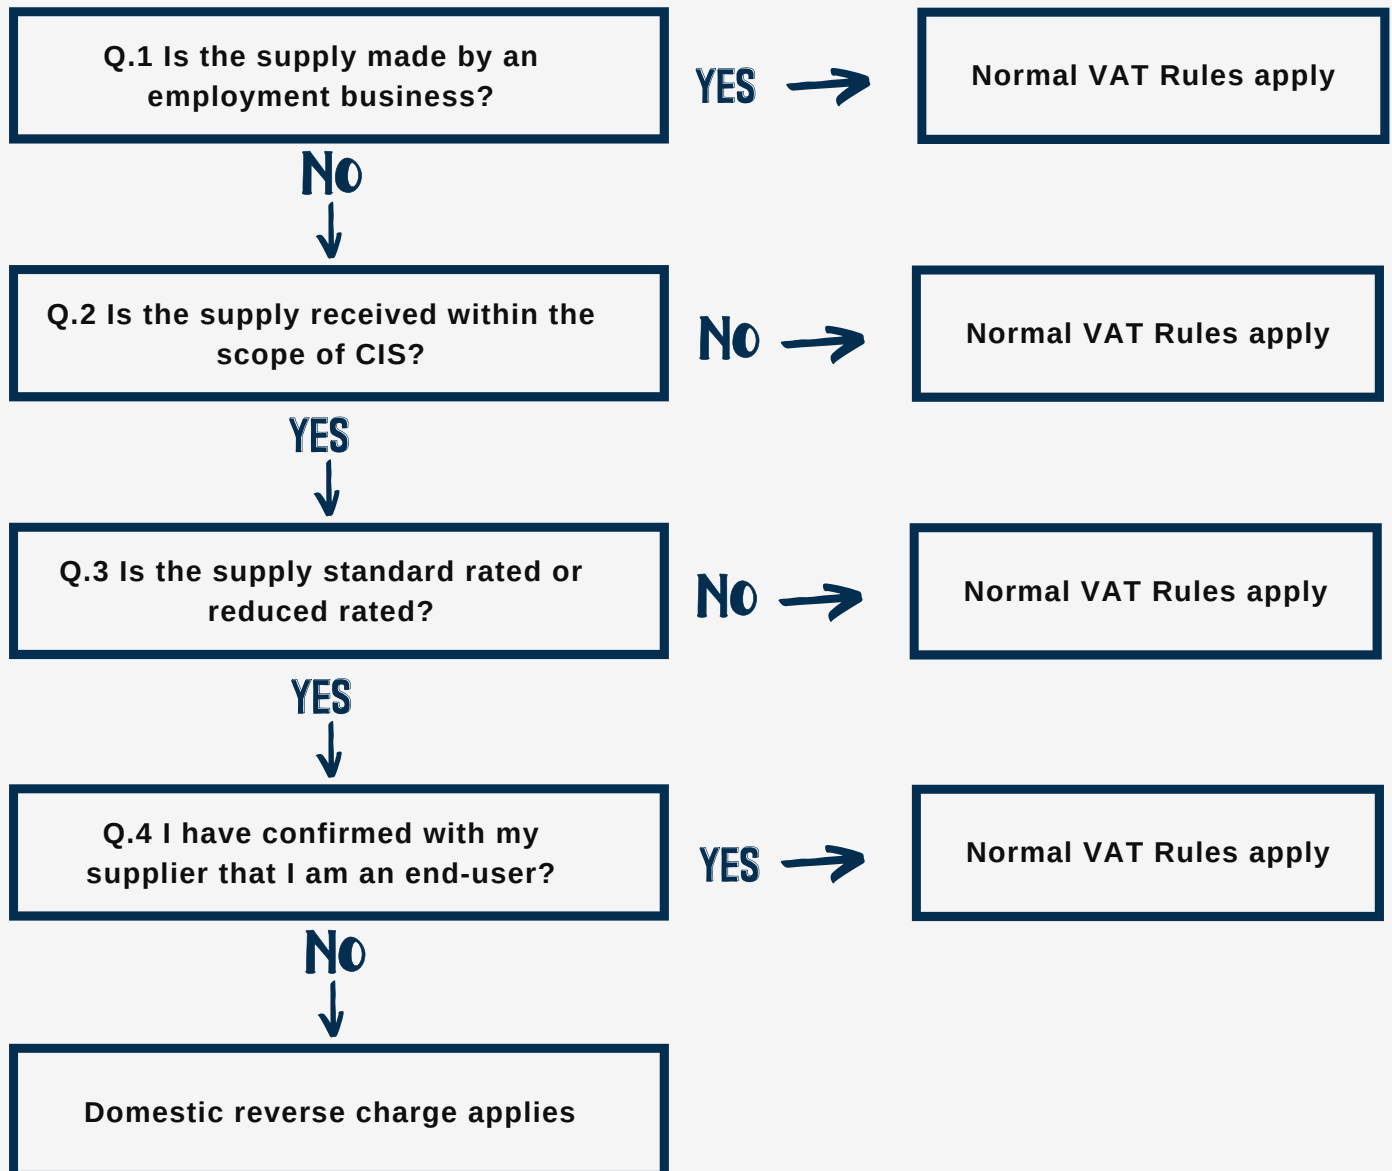 Q.1 Is the supply made by an
employment business?
YES
Normal VAT Rules apply
No
Q.2 Is the supply received within the
scope of CIS?
No
Normal VAT Rules apply
YES
Q.3 Is the supply standard rated or
reduced rated?
No
Normal VAT Rules apply
YES
Q.4 I have confirmed with my
supplier that I am an end-user?
YES
Normal VAT Rules apply
No
Domestic reverse charge applies